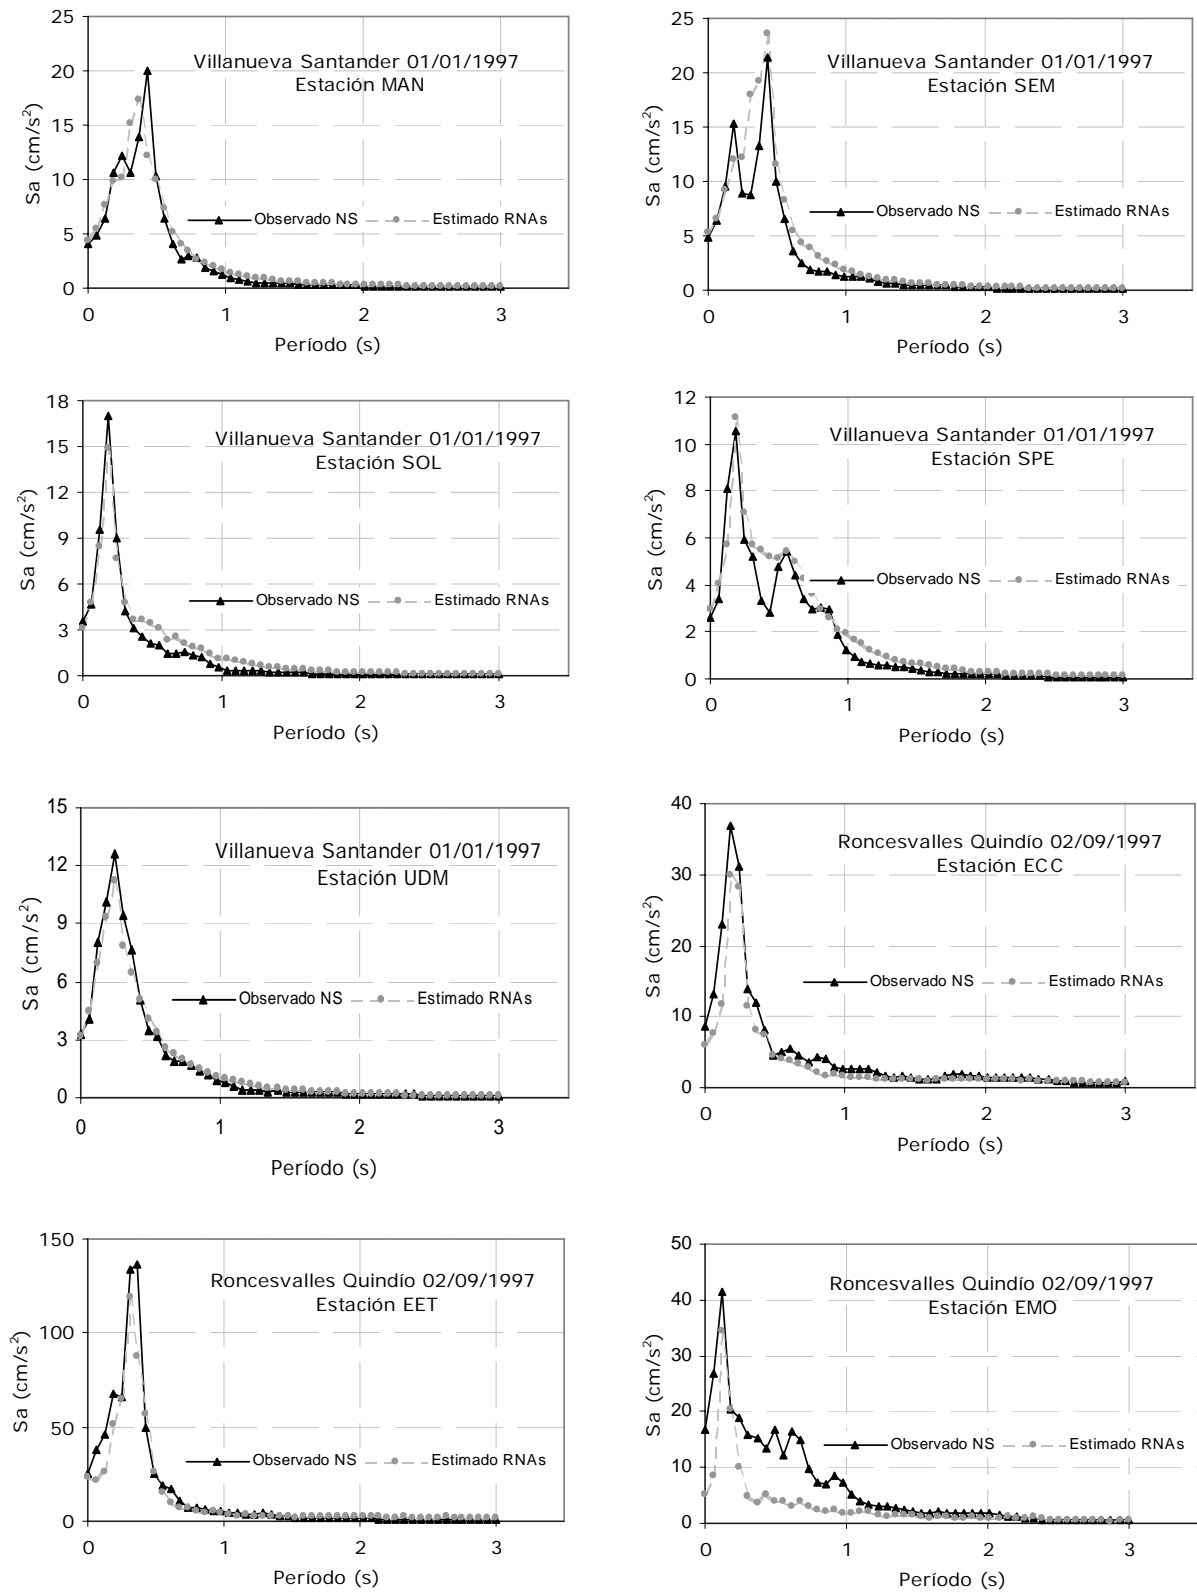 25
20
15
10
5
0
0 1 2 3
Sa (cm/s²)
Período (s)
Villanueva Santander 01/01/1997
Estación MAN
Observado NS Estimado RNAs
25
20
15
10
5
0
0 1 2 3
Sa (cm/s²)
Período (s)
Villanueva Santander 01/01/1997
Estación SEM
Observado NS Estimado RNAs
18
15
12
9
6
3
0
0 1 2 3
Sa (cm/s²)
Período (s)
Villanueva Santander 01/01/1997
Estación SOL
Observado NS Estimado RNAs
12
10
8
6
4
2
0
0 1 2 3
Sa (cm/s²)
Período (s)
Villanueva Santander 01/01/1997
Estación SPE
Observado NS Estimado RNAs
15
12
9
6
3
0
0 1 2 3
Sa (cm/s²)
Período (s)
Villanueva Santander 01/01/1997
Estación UDM
Observado NS Estimado RNAs
40
30
20
10
0
0 1 2 3
Sa (cm/s²)
Período (s)
Roncesvalles Quindío 02/09/1997
Estación ECC
Observado NS Estimado RNAs
150
100
50
0
0 1 2 3
Sa (cm/s²)
Período (s)
Roncesvalles Quindío 02/09/1997
Estación EET
Observado NS Estimado RNAs
50
40
30
20
10
0
0 1 2 3
Sa (cm/s²)
Período (s)
Roncesvalles Quindío 02/09/1997
Estación EMO
Observado NS Estimado RNAs